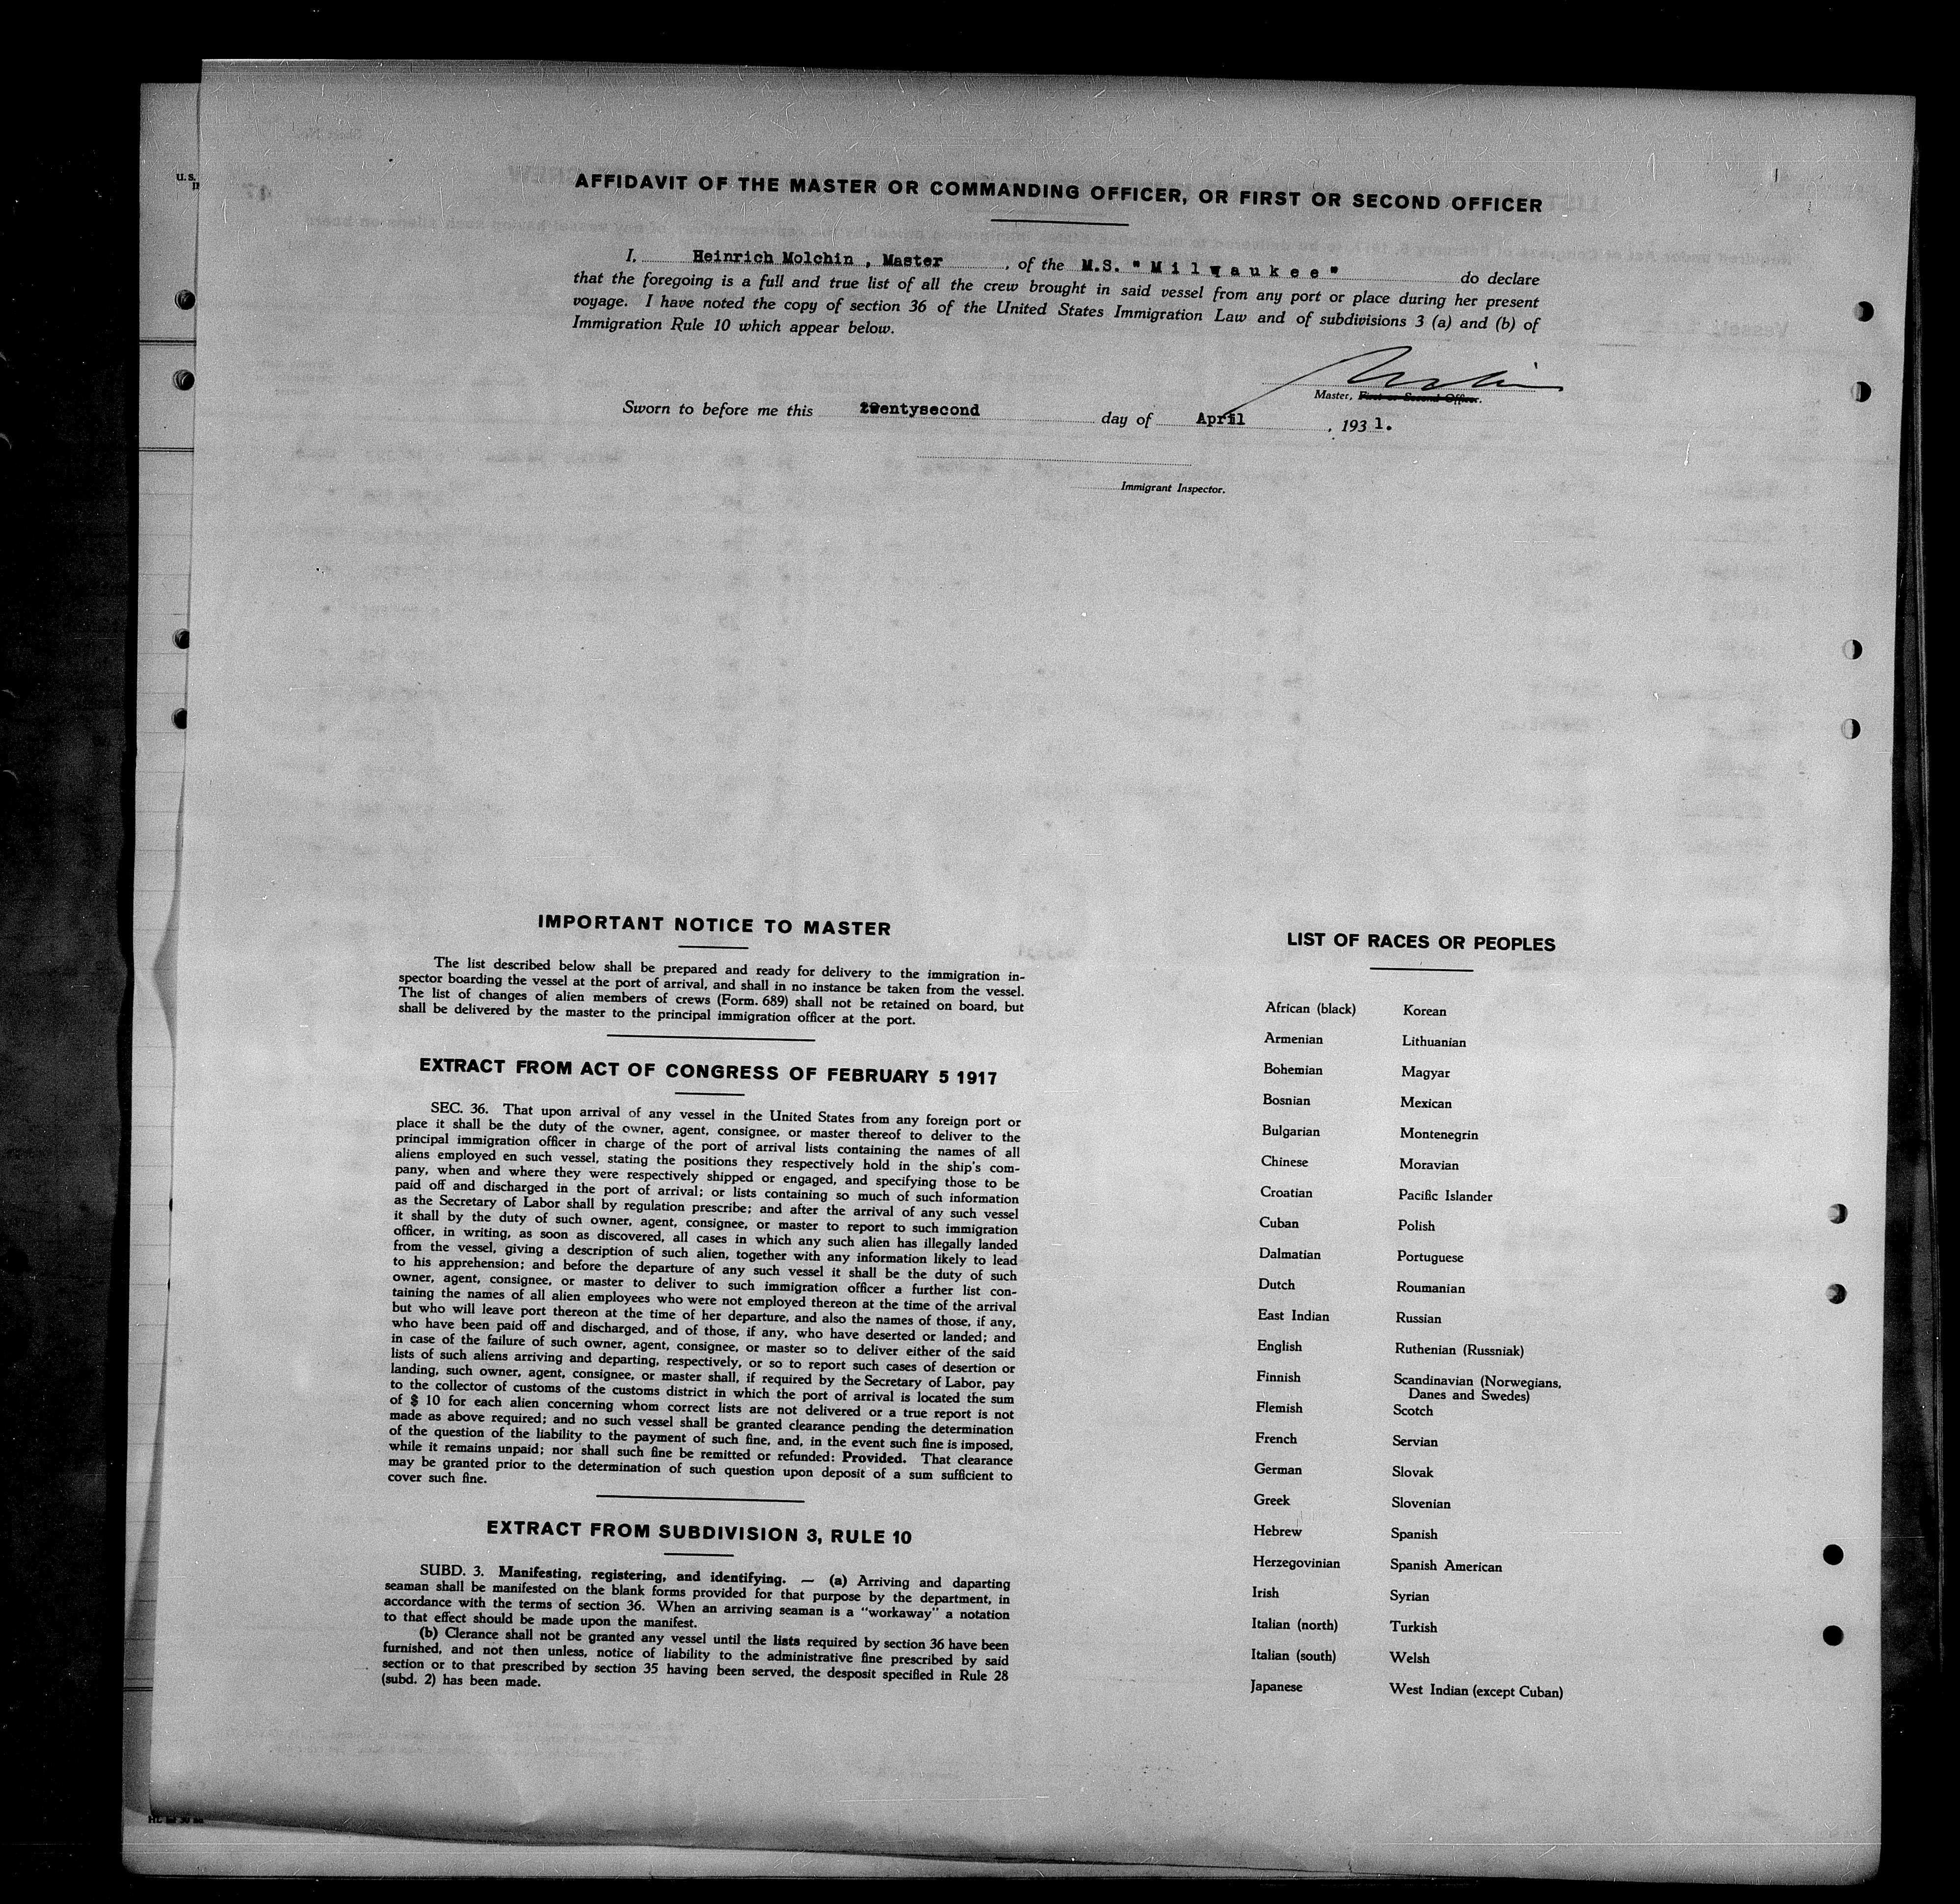 U. S.
AFFIDAVIT OF THE MASTER OR COMMANDING OFFICER, OR FIRST OR SECOND OFFICER
I, Heinrich Molchin , Master , of the M.S. " M i l w a u k e e " do declare
that the foregoing is a full and true list of all the crew brought in said vessel from any port or place during her present
voyage. I have noted the copy of section 36 of the United States Immigration Law and of subdivisions 3 (a) and (b) of
Immigration Rule 10 which appear below.
Molchin
Master, First or Second Officer.
Sworn to before me this twentysecond day of April , 1931.
Immigrant Inspector.
IMPORTANT NOTICE TO MASTER
The list described below shall be prepared and ready for delivery to the immigration in-
spector boarding the vessel at the port of arrival, and shall in no instance be taken from the vessel.
The list of changes of alien members of crews (Form. 689) shall not be retained on board, but
shall be delivered by the master to the principal immigration officer at the port.
EXTRACT FROM ACT OF CONGRESS OF FEBRUARY 5 1917
SEC. 36. That upon arrival of any vessel in the United States from any foreign port or
place it shall be the duty of the owner, agent, consignee, or master thereof to deliver to the
principal immigration officer in charge of the port of arrival lists containing the names of all
aliens employed en such vessel, stating the positions they respectively hold in the ship's com-
pany, when and where they were respectively shipped or engaged, and specifying those to be
paid off and discharged in the port of arrival; or lists containing so much of such information
as the Secretary of Labor shall by regulation prescribe; and after the arrival of any such vessel
it shall by the duty of such owner, agent, consignee, or master to report to such immigration
officer, in writing, as soon as discovered, all cases in which any such alien has illegally landed
from the vessel, giving a description of such alien, together with any information likely to lead
to his apprehension; and before the departure of any such vessel it shall be the duty of such
owner, agent, consignee, or master to deliver to such immigration officer a further list con-
taining the names of all alien employees who were not employed thereon at the time of the arrival
but who will leave port thereon at the time of her departure, and also the names of those, if any,
who have been paid off and discharged, and of those, if any, who have deserted or landed; and
in case of the failure of such owner, agent, consignee, or master so to deliver either of the said
lists of such aliens arriving and departing, respectively, or so to report such cases of desertion or
landing, such owner, agent, consignee, or master shall, if required by the Secretary of Labor, pay
to the collector of customs of the customs district in which the port of arrival is located the sum
of $ 10 for each alien concerning whom correct lists are not delivered or a true report is not
made as above required; and no such vessel shall be granted clearance pending the determination
of the question of the liability to the payment of such fine, and, in the event such fine is imposed,
while it remains unpaid; nor shall such fine be remitted or refunded: Provided. That clearance
may be granted prior to the determination of such question upon deposit of a sum sufficient to
cover such fine.
EXTRACT FROM SUBDIVISION 3, RULE 10
SUBD. 3. Manifesting, registering, and identifying. — (a) Arriving and daparting
seaman shall be manifested on the blank forms provided for that purpose by the department, in
accordance with the terms of section 36. When an arriving seaman is a "workaway" a notation
to that effect should be made upon the manifest.
(b) Clerance shall not be granted any vessel until the lists required by section 36 have been
furnished, and not then unless, notice of liability to the administrative fine prescribed by said
section or to that prescribed by section 35 having been served, the desposit specified in Rule 28
(subd. 2) has been made.
LIST OF RACES OR PEOPLES
African (black) Korean
Armenian Lithuanian
Bohemian Magyar
Bosnian Mexican
Bulgarian Montenegrin
Chinese Moravian
Croatian Pacific Islander
Cuban Polish
Dalmatian Portuguese
Dutch Roumanian
East Indian Russian
English Ruthenian (Russniak)
Finnish Scandinavian (Norwegians,
Danes and Swedes)
Flemish Scotch
French Servian
German Slovak
Greek Slovenian
Hebrew Spanish
Herzegovinian Spanish American
Irish Syrian
Italian (north) Turkish
Italian (south) Welsh
Japanese West Indian (except Cuban)